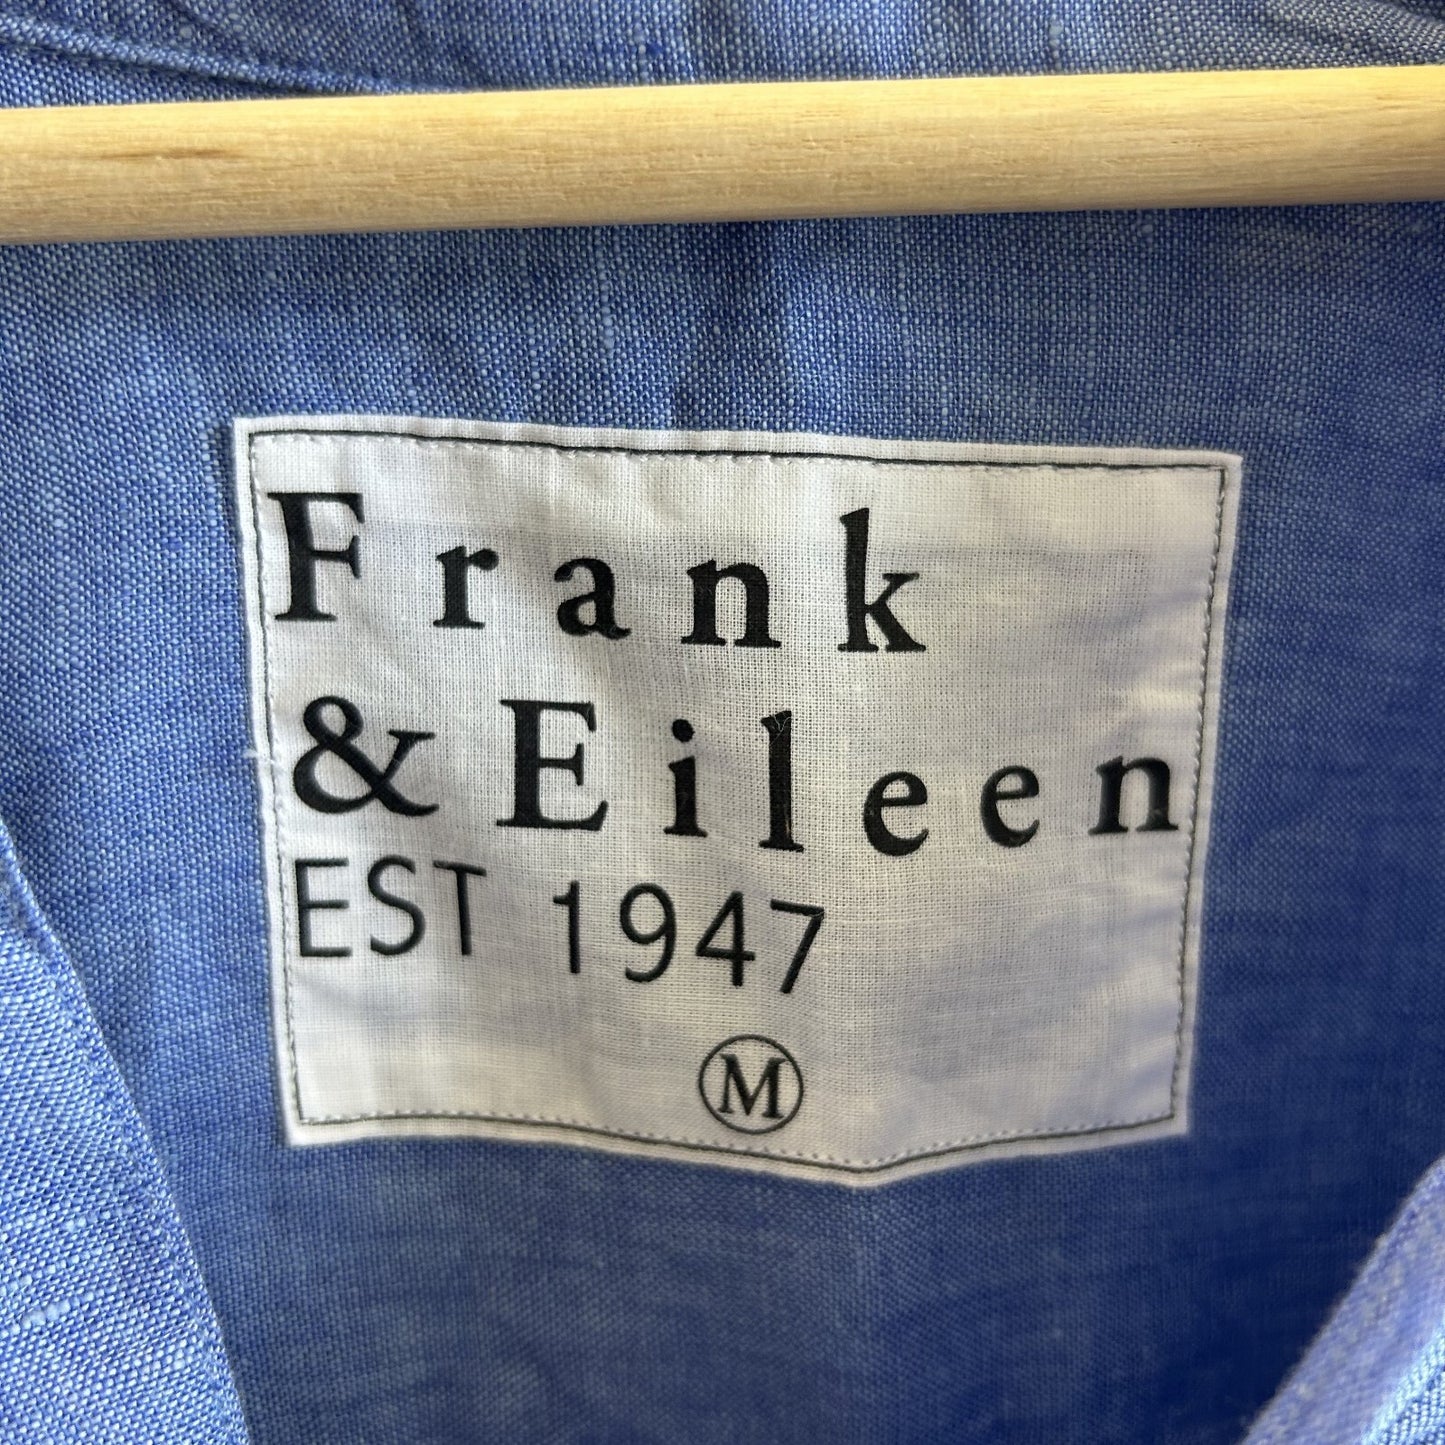 Frank
& Eileen
EST 1947
M